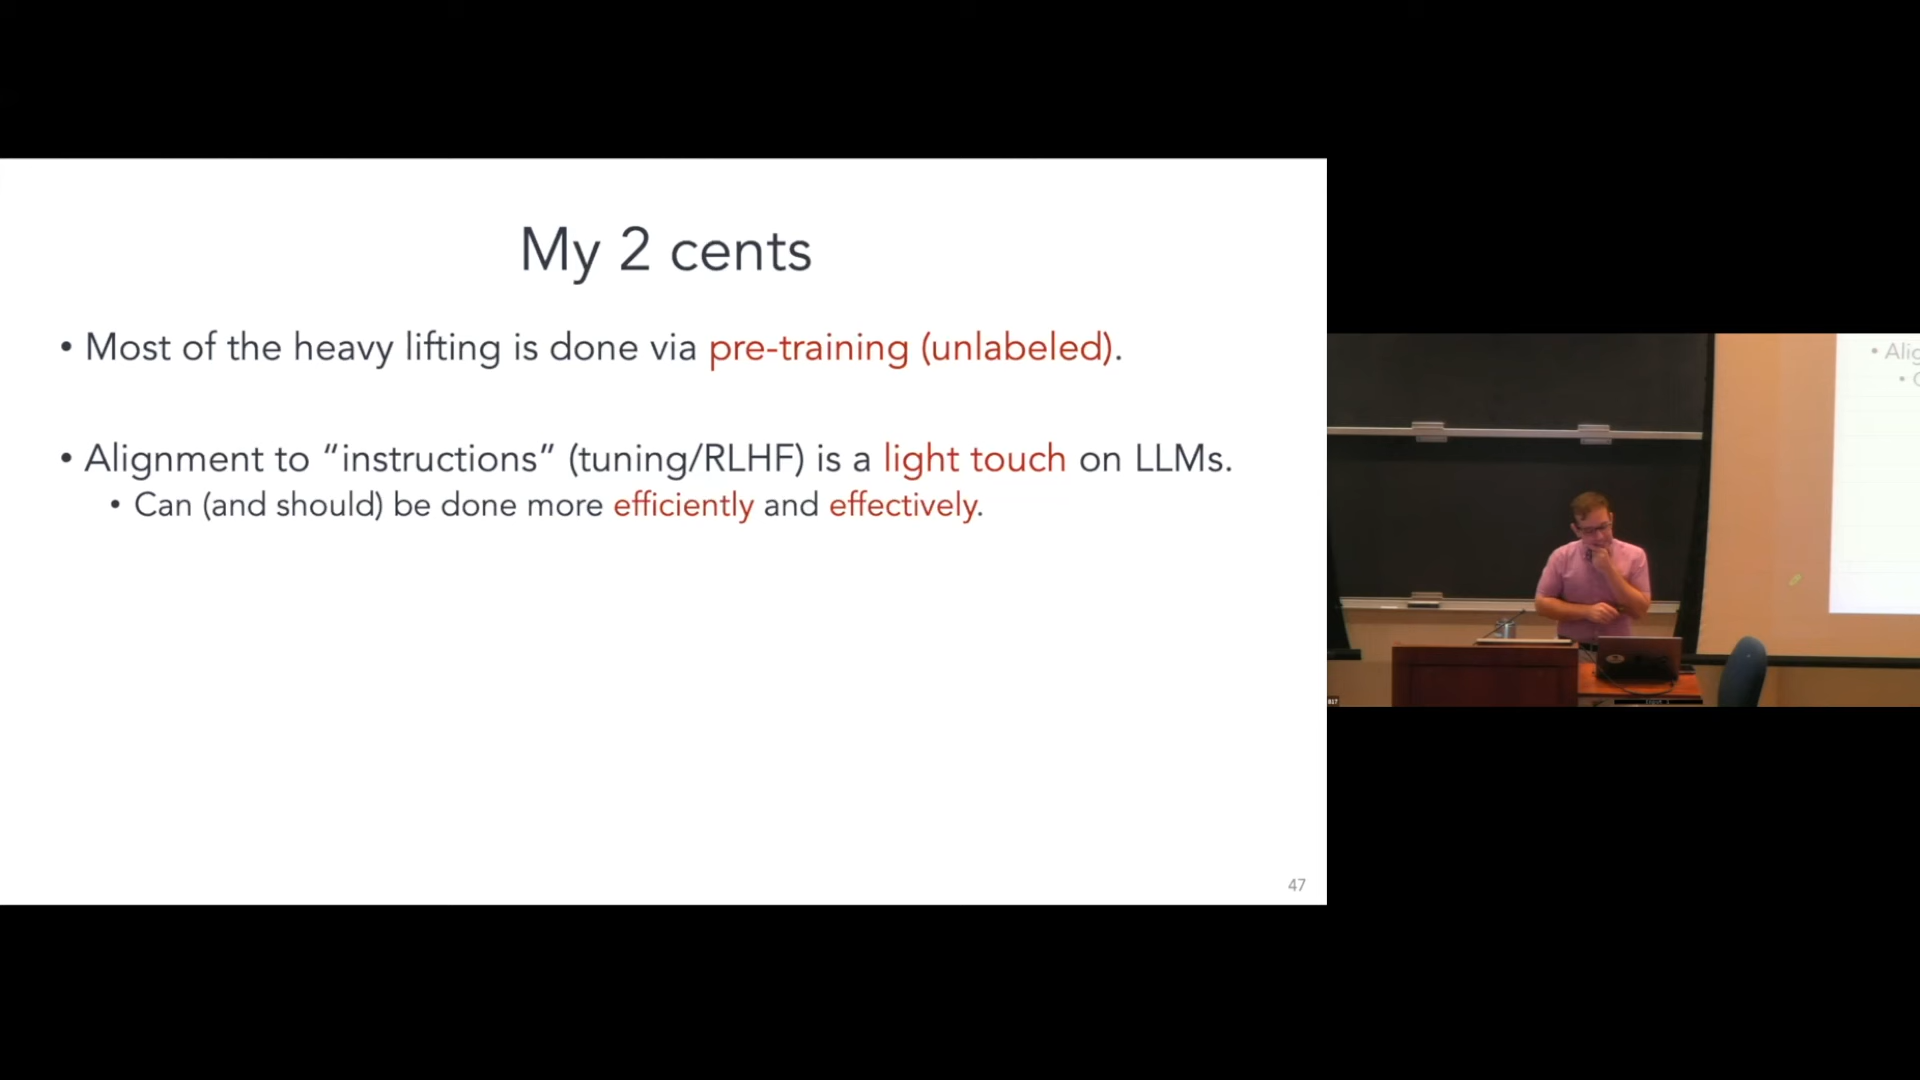 My 2 cents
• Most of the heavy lifting is done via pre-training (unlabeled).
• Alignment to “instructions” (tuning/RLHF) is a light touch on LLMs.
• Can (and should) be done more efficiently and effectively.
47
• Alig